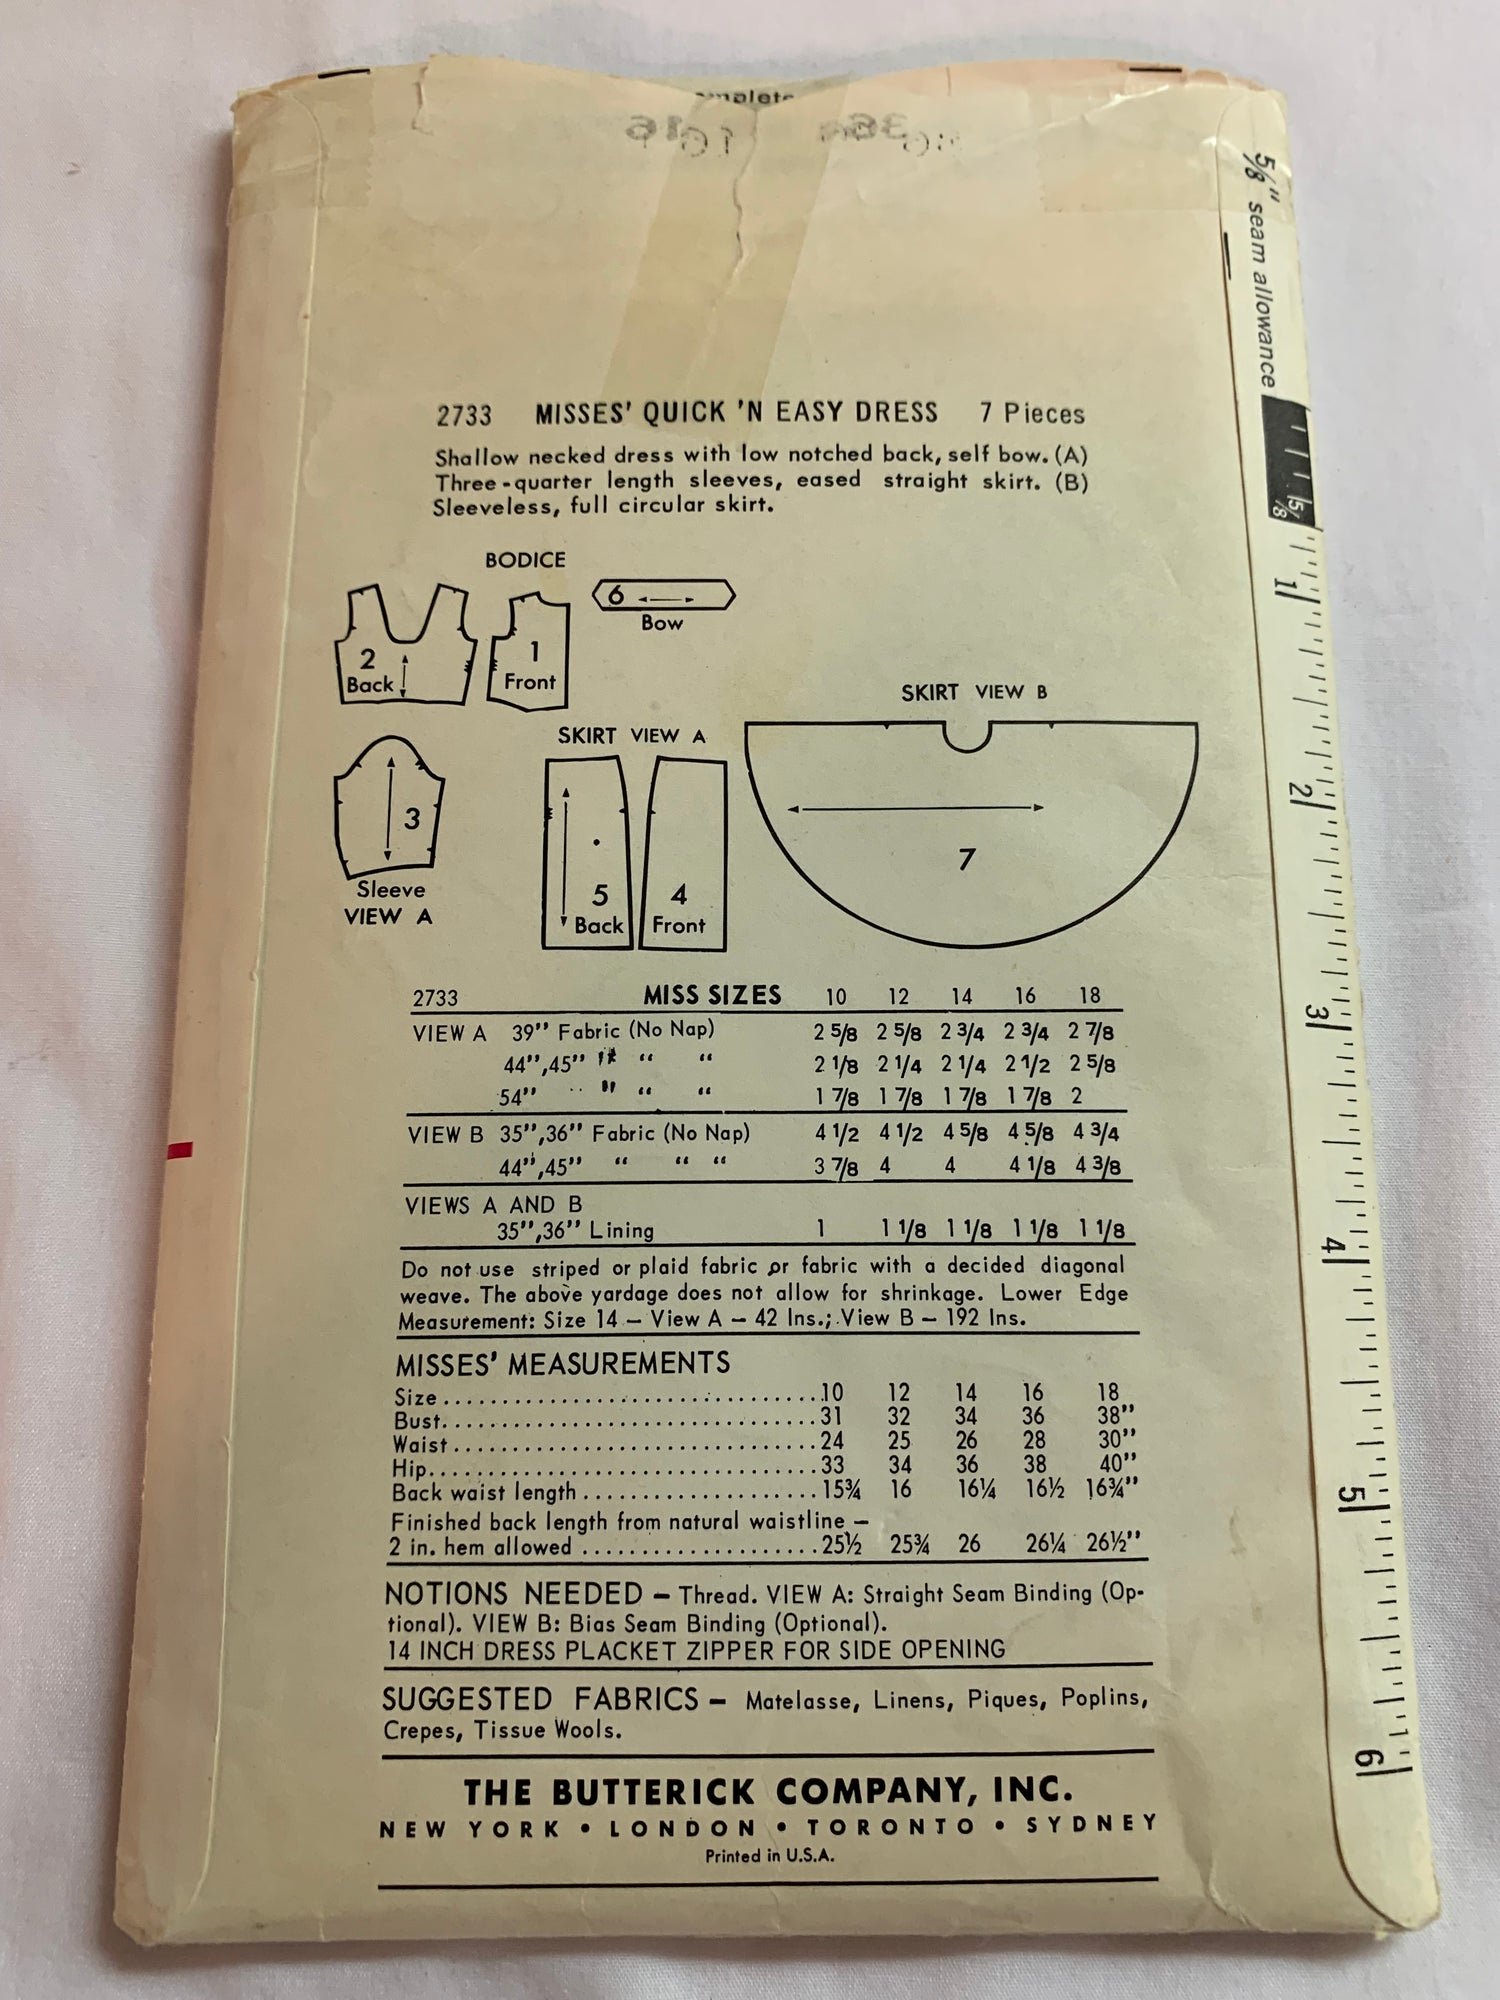 2733 MISSES' QUICK 'N EASY DRESS 7 Pieces
Shallow necked dress with low notched back, self bow. (A)
Three-quarter length sleeves, eased straight skirt. (B)
Sleeveless, full circular skirt.
BODICE
2
Back
1
Front
6
Bow
3
Sleeve
VIEW A
SKIRT VIEW A
5
Back
4
Front
SKIRT VIEW B
7
2733 MISS SIZES 10 12 14 16 18
VIEW A 39" Fabric (No Nap) 2 5/8 2 5/8 2 3/4 2 3/4 2 7/8
44",45" " " " 2 1/8 2 1/4 2 1/4 2 1/2 2 5/8
54" " " " 1 7/8 1 7/8 1 7/8 1 7/8 2
VIEW B 35",36" Fabric (No Nap) 4 1/2 4 1/2 4 5/8 4 5/8 4 3/4
44",45" " " " 3 7/8 4 4 4 1/8 4 3/8
VIEWS A AND B
35",36" Lining 1 1 1/8 1 1/8 1 1/8 1 1/8
Do not use striped or plaid fabric or fabric with a decided diagonal
weave. The above yardage does not allow for shrinkage. Lower Edge
Measurement: Size 14 – View A – 42 Ins.; View B – 192 Ins.
MISSES' MEASUREMENTS
Size 10 12 14 16 18
Bust 31 32 34 36 38"
Waist 24 25 26 28 30"
Hip 33 34 36 38 40"
Back waist length 15¾ 16 16¼ 16½ 16¾"
Finished back length from natural waistline –
2 in. hem allowed 25½ 25¾ 26 26¼ 26½"
NOTIONS NEEDED – Thread. VIEW A: Straight Seam Binding (Op-
tional). VIEW B: Bias Seam Binding (Optional).
14 INCH DRESS PLACKET ZIPPER FOR SIDE OPENING
SUGGESTED FABRICS – Matelasse, Linens, Piques, Poplins,
Crepes, Tissue Wools.
THE BUTTERICK COMPANY, INC.
NEW YORK • LONDON • TORONTO • SYDNEY
Printed in U.S.A.
5/8" seam allowance
5/8
1
2
3
4
5
6